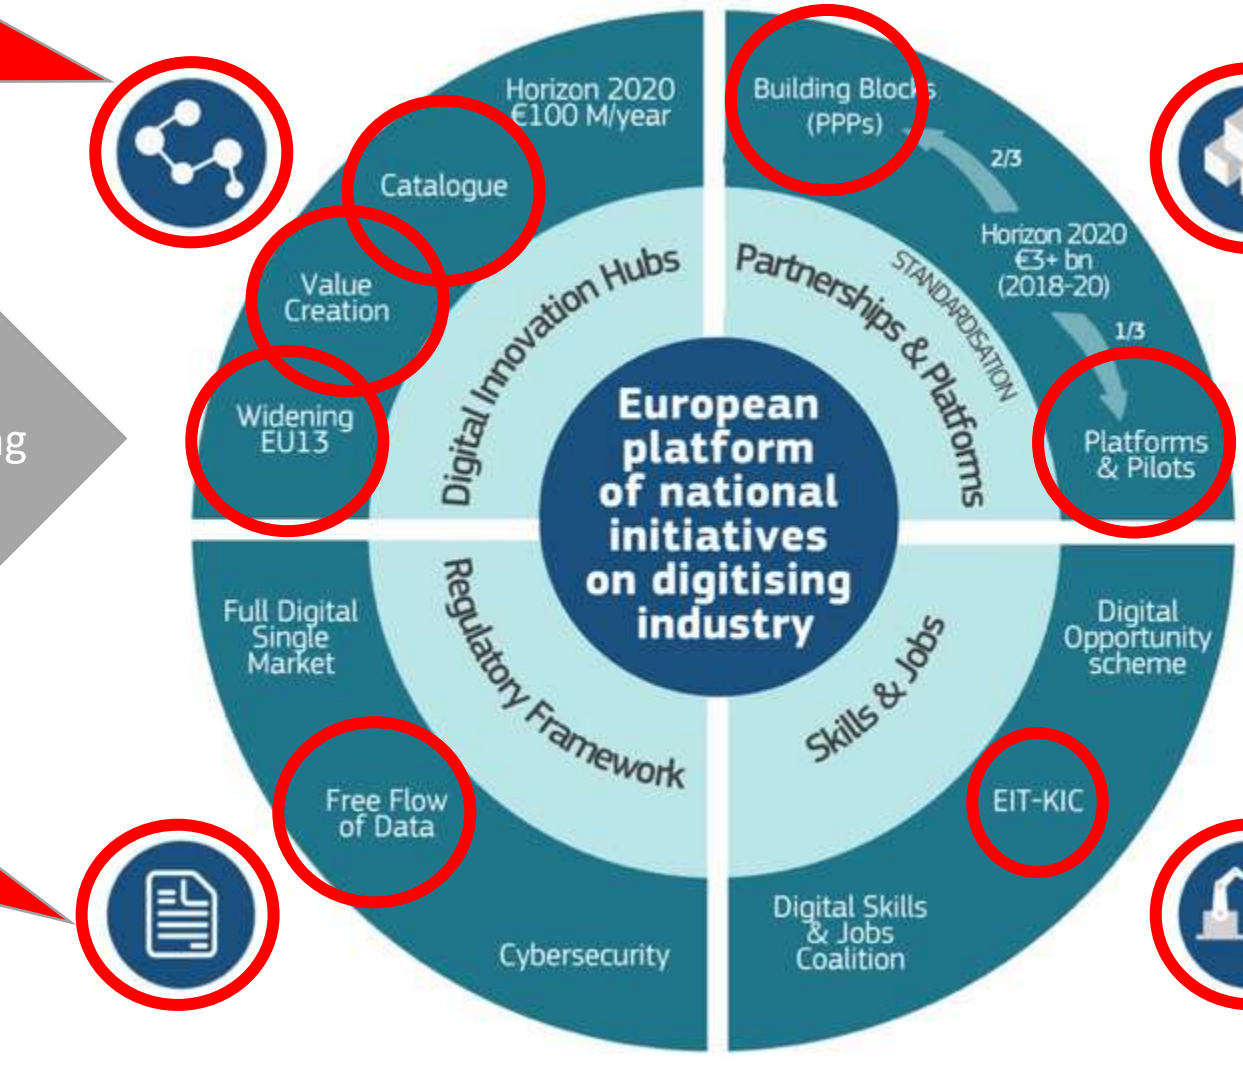 Horizon 2020
€100 M/year
Catalogue
Value
Creation
Widening
EU13
Digital Innovation Hubs
Building Blocks
(PPPs)
2/3
Horizon 2020
€3+ bn
(2018-20)
1/3
Platforms
& Pilots
STANDARDISATION
Partnerships & Platforms
European
platform
of national
initiatives
on digitising
industry
Full Digital
Single
Market
Free Flow
of Data
Cybersecurity
Regulatory Framework
Skills & Jobs
Digital
Opportunity
scheme
EIT-KIC
Digital Skills
& Jobs
Coalition